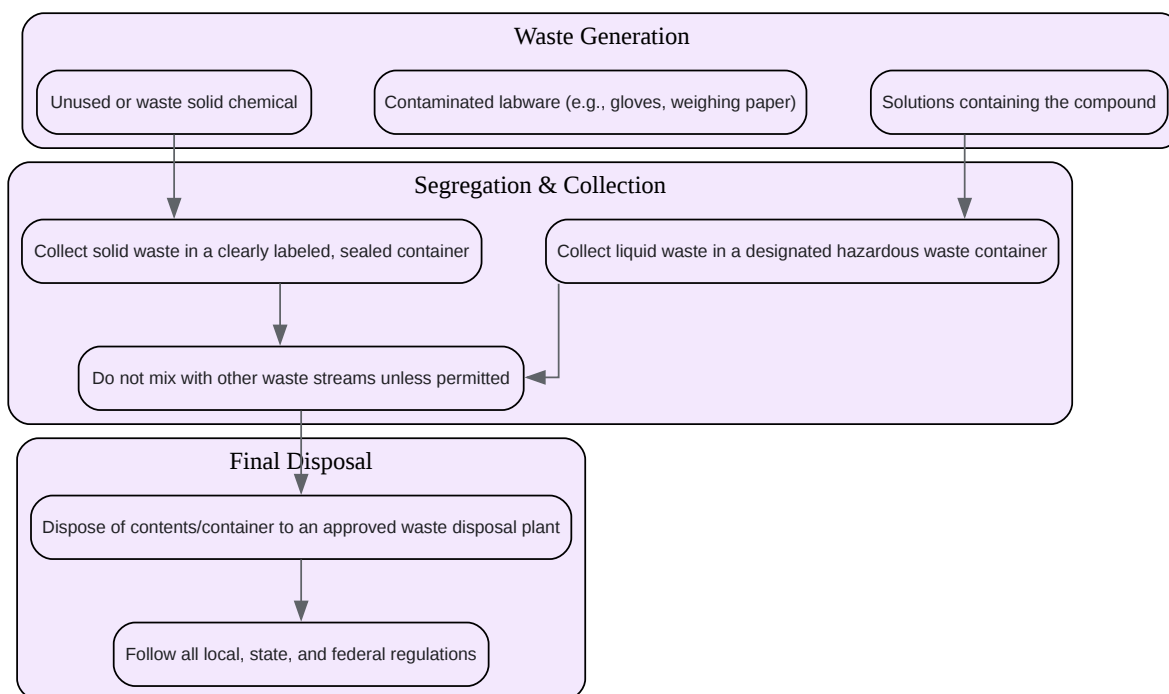 Waste Generation
Unused or waste solid chemical
Contaminated labware (e.g., gloves, weighing paper)
Solutions containing the compound
Segregation & Collection
Collect solid waste in a clearly labeled, sealed container
Collect liquid waste in a designated hazardous waste container
Do not mix with other waste streams unless permitted
Final Disposal
Dispose of contents/container to an approved waste disposal plant
Follow all local, state, and federal regulations